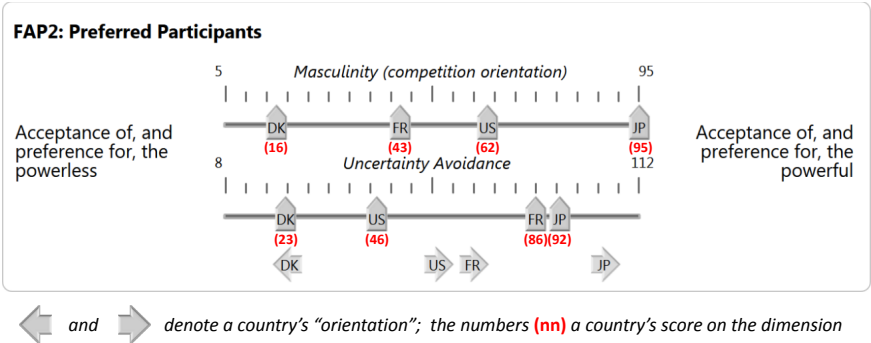 FAP2: Preferred Participants
5 Masculinity (competition orientation) 95
DK FR US JP
(16) (43) (62) (95)
Acceptance of, and
preference for, the
powerless
Acceptance of, and
preference for, the
powerful
8 Uncertainty Avoidance 112
DK US FR JP
(23) (46) (86) (92)
DK US FR JP
and denote a country's “orientation”; the numbers (nn) a country's score on the dimension